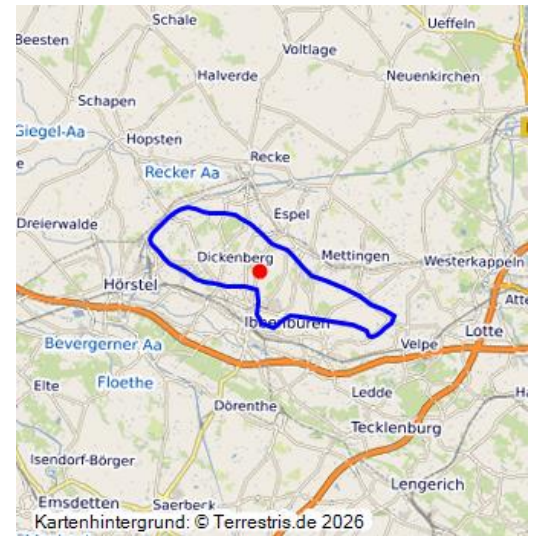 Schale
Ueffeln
Beesten
Voltlage
Halverde
Neuenkirchen
Schapen
Giegel-Aa
Hopsten
Recke
Recker Aa
Espel
Dreierwalde
Dickenberg
Mettingen
Westerkappeln
Hörstel
Atte
Ibbenbüren
Lotte
Bevergerner Aa
Velpe
Elte
Floethe
Ledde
Ha
Dörenthe
Tecklenburg
Isendorf-Börger
Lengerich
Emsdetten
Saerbeck
Kartenhintergrund: © Terrestris.de 2026